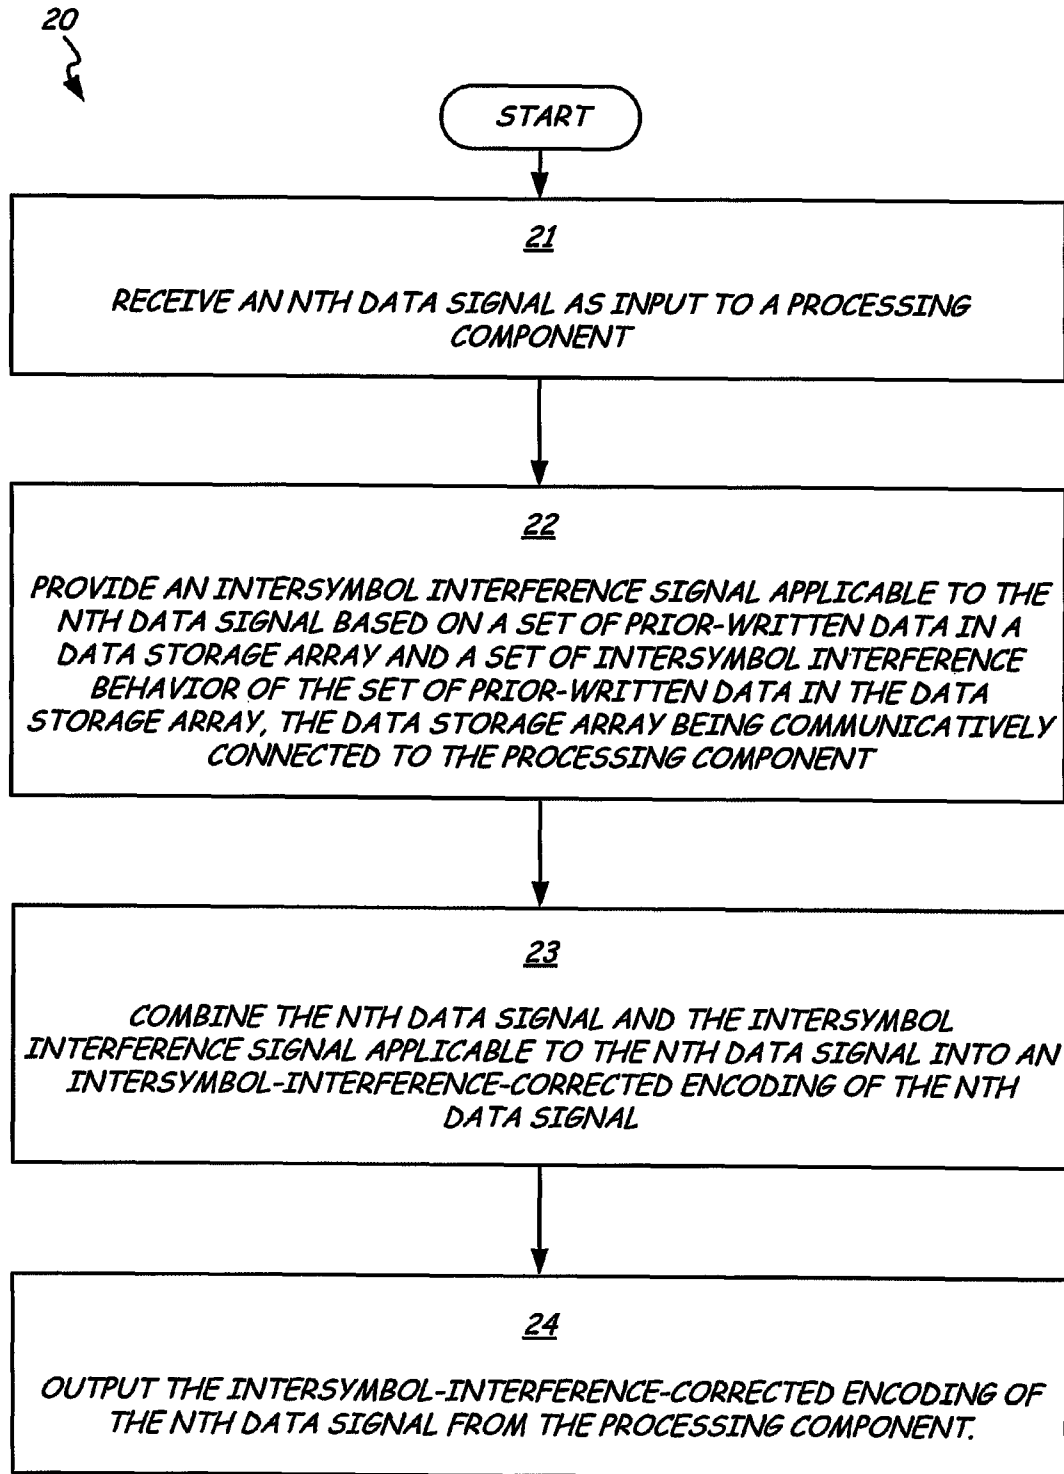 20
START
21
RECEIVE AN NTH DATA SIGNAL AS INPUT TO A PROCESSING
COMPONENT
22
PROVIDE AN INTERSYMBOL INTERFERENCE SIGNAL APPLICABLE TO THE
NTH DATA SIGNAL BASED ON A SET OF PRIOR-WRITTEN DATA IN A
DATA STORAGE ARRAY AND A SET OF INTERSYMBOL INTERFERENCE
BEHAVIOR OF THE SET OF PRIOR-WRITTEN DATA IN THE DATA
STORAGE ARRAY, THE DATA STORAGE ARRAY BEING COMMUNICATIVELY
CONNECTED TO THE PROCESSING COMPONENT
23
COMBINE THE NTH DATA SIGNAL AND THE INTERSYMBOL
INTERFERENCE SIGNAL APPLICABLE TO THE NTH DATA SIGNAL INTO AN
INTERSYMBOL-INTERFERENCE-CORRECTED ENCODING OF THE NTH
DATA SIGNAL
24
OUTPUT THE INTERSYMBOL-INTERFERENCE-CORRECTED ENCODING OF
THE NTH DATA SIGNAL FROM THE PROCESSING COMPONENT.